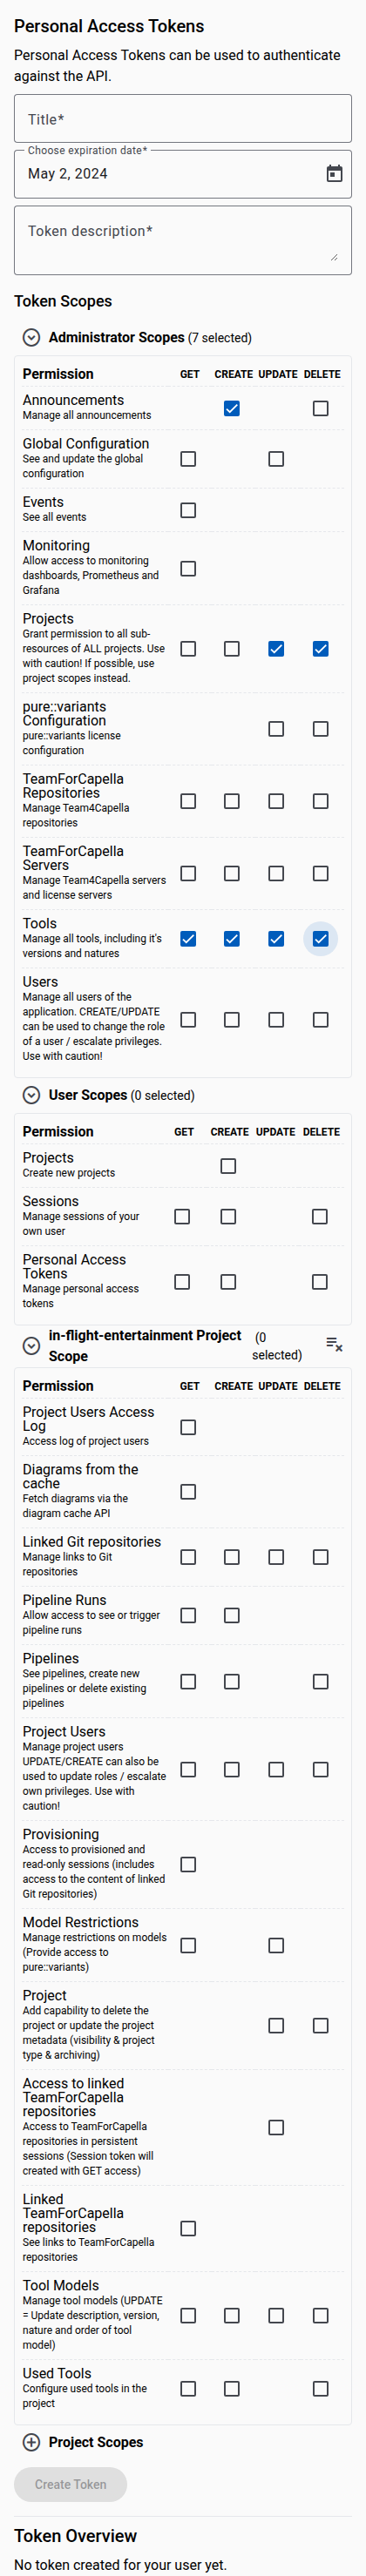 Personal Access Tokens
Personal Access Tokens can be used to authenticate
against the API.
Title*
Choose expiration date*
May 2, 2024
Token description*
Token Scopes
Administrator Scopes (7 selected)
Permission GET CREATE UPDATE DELETE
Announcements
Manage all announcements
Global Configuration
See and update the global
configuration
Events
See all events
Monitoring
Allow access to monitoring
dashboards, Prometheus and
Grafana
Projects
Grant permission to all sub-
resources of ALL projects. Use
with caution! If possible, use
project scopes instead.
pure::variants
Configuration
pure::variants license
configuration
TeamForCapella
Repositories
Manage Team4Capella
repositories
TeamForCapella
Servers
Manage Team4Capella servers
and license servers
Tools
Manage all tools, including it's
versions and natures
Users
Manage all users of the
application. CREATE/UPDATE
can be used to change the role
of a user / escalate privileges.
Use with caution!
User Scopes (0 selected)
Permission GET CREATE UPDATE DELETE
Projects
Create new projects
Sessions
Manage sessions of your
own user
Personal Access
Tokens
Manage personal access
tokens
in-flight-entertainment Project
Scope
(0
selected)
Permission GET CREATE UPDATE DELETE
Project Users Access
Log
Access log of project users
Diagrams from the
cache
Fetch diagrams via the
diagram cache API
Linked Git repositories
Manage links to Git
repositories
Pipeline Runs
Allow access to see or trigger
pipeline runs
Pipelines
See pipelines, create new
pipelines or delete existing
pipelines
Project Users
Manage project users
UPDATE/CREATE can also be
used to update roles / escalate
own privileges. Use with
caution!
Provisioning
Access to provisioned and
read-only sessions (includes
access to the content of linked
Git repositories)
Model Restrictions
Manage restrictions on models
(Provide access to
pure::variants)
Project
Add capability to delete the
project or update the project
metadata (visibility & project
type & archiving)
Access to linked
TeamForCapella
repositories
Access to TeamForCapella
repositories in persistent
sessions (Session token will
created with GET access)
Linked
TeamForCapella
repositories
See links to TeamForCapella
repositories
Tool Models
Manage tool models (UPDATE
= Update description, version,
nature and order of tool
model)
Used Tools
Configure used tools in the
project
Project Scopes
Create Token
Token Overview
No token created for your user yet.